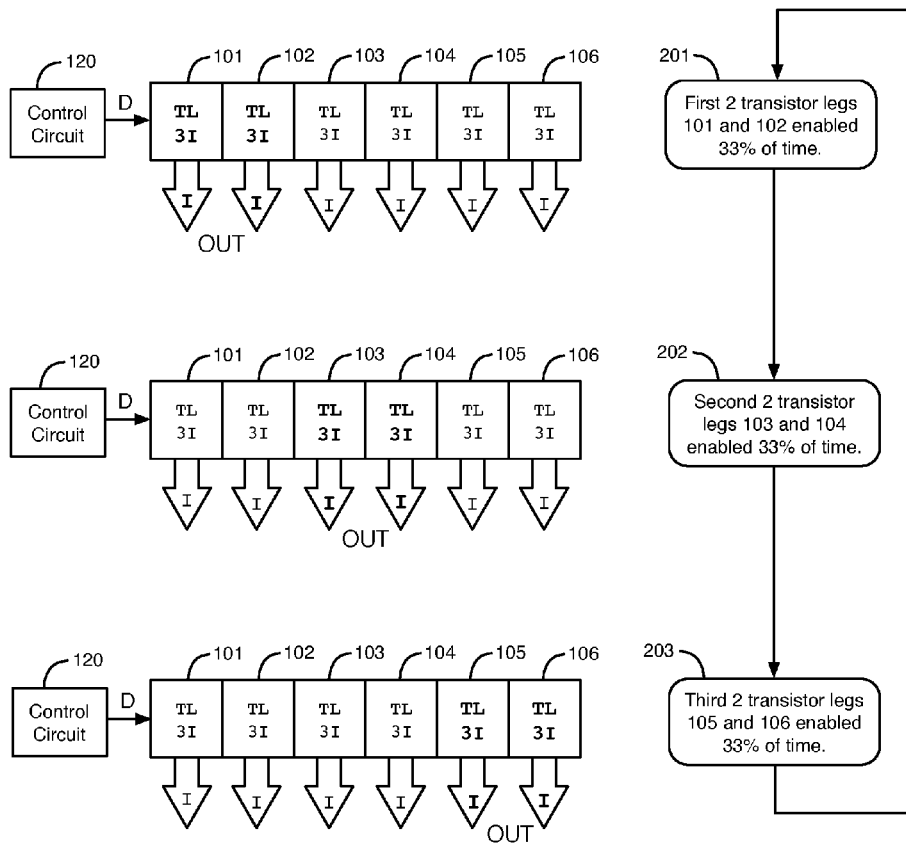 120
101 102 103 104 105 106
201
Control
Circuit
D
TL TL TL TL TL TL
3I 3I 3I 3I 3I 3I
I I I I I I
OUT
First 2 transistor legs
101 and 102 enabled
33% of time.
120
101 102 103 104 105 106
202
Control
Circuit
D
TL TL TL TL TL TL
3I 3I 3I 3I 3I 3I
I I I I I I
OUT
Second 2 transistor
legs 103 and 104
enabled 33% of time.
120
101 102 103 104 105 106
203
Control
Circuit
D
TL TL TL TL TL TL
3I 3I 3I 3I 3I 3I
I I I I I I
OUT
Third 2 transistor legs
105 and 106 enabled
33% of time.